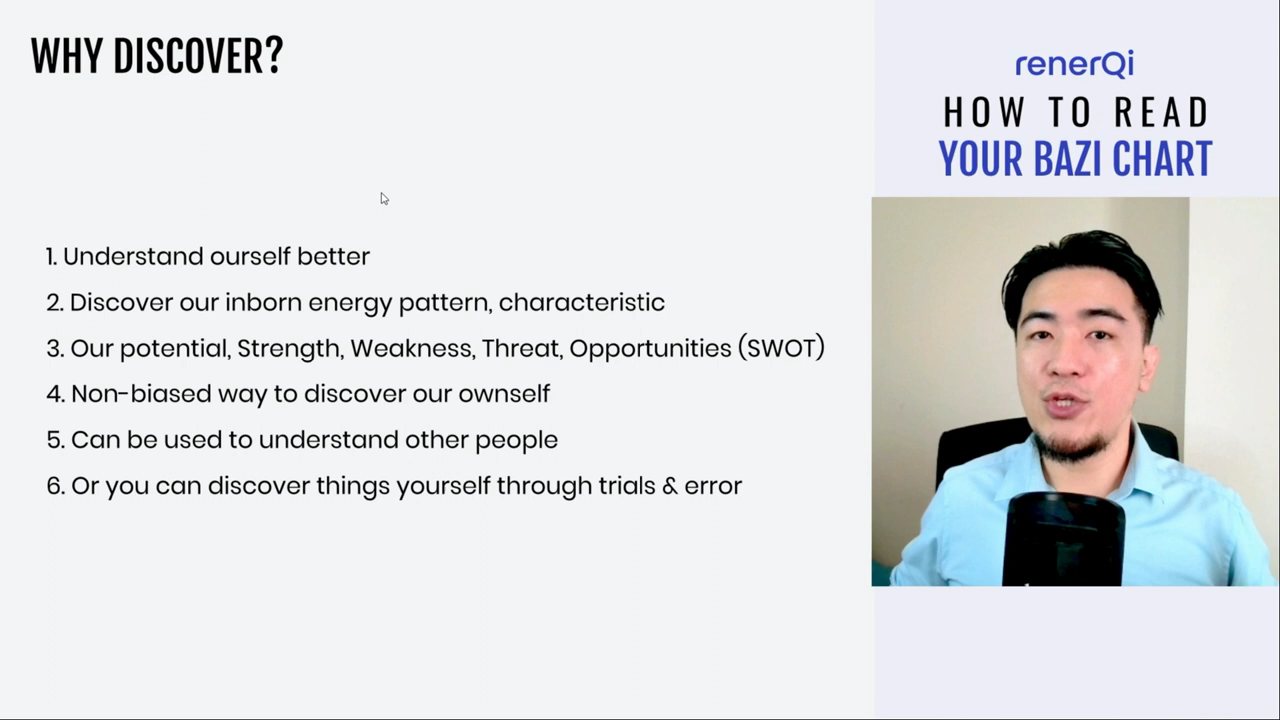 WHY DISCOVER?
1. Understand ourself better
2. Discover our inborn energy pattern, characteristic
3. Our potential, Strength, Weakness, Threat, Opportunities (SWOT)
4. Non-biased way to discover our ownself
5. Can be used to understand other people
6. Or you can discover things yourself through trials & error
renerQi
HOW TO READ
YOUR BAZI CHART